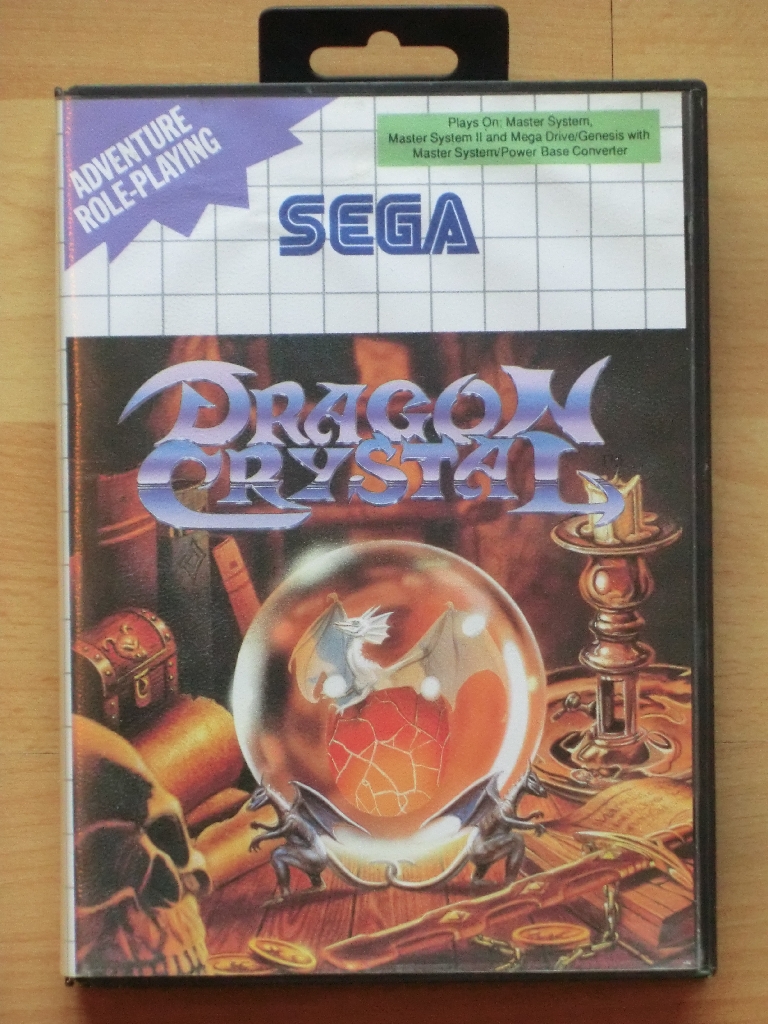 ADVENTURE
ROLE-PLAYING
Plays On: Master System,
Master System II and Mega Drive/Genesis with
Master System/Power Base Converter
SEGA
DRAGON
CRYSTAL